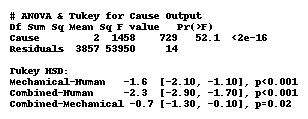 # ANOVA & Tukey for Cause Output
Df Sum Sq Mean Sq F value Pr(>F)
Cause 2 1458 729 52.1 <2e-16
Residuals 3857 53950 14
Tukey HSD:
Mechanical-Human -1.6 [-2.10, -1.10], p<0.001
Combined-Human -2.3 [-2.90, -1.70], p<0.001
Combined-Mechanical -0.7 [-1.30, -0.10], p=0.02